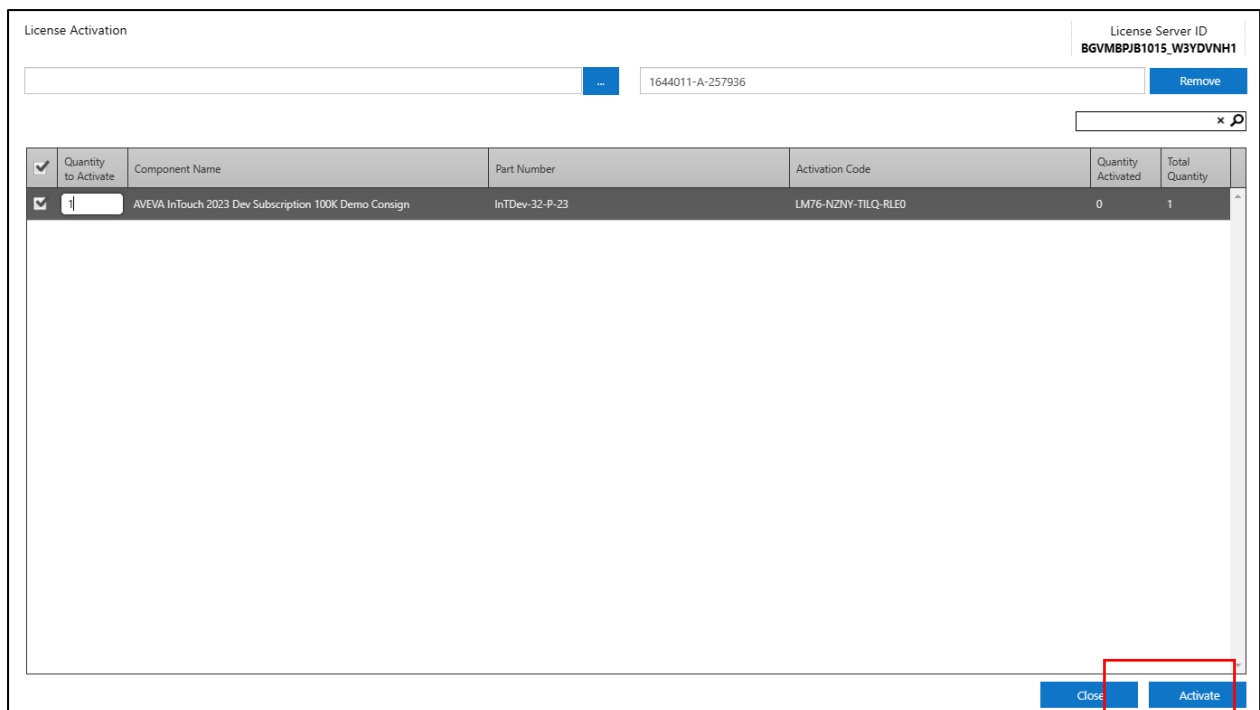 License Activation
License Server ID
BGVMBPJB1015_W3YDVNH1
...
1644011-A-257936
Remove
×
Quantity to Activate
Component Name
Part Number
Activation Code
Quantity Activated
Total Quantity
1
AVEVA InTouch 2023 Dev Subscription 100K Demo Consign
InTDev-32-P-23
LM76-NZNY-TILQ-RLE0
0
1
Close
Activate